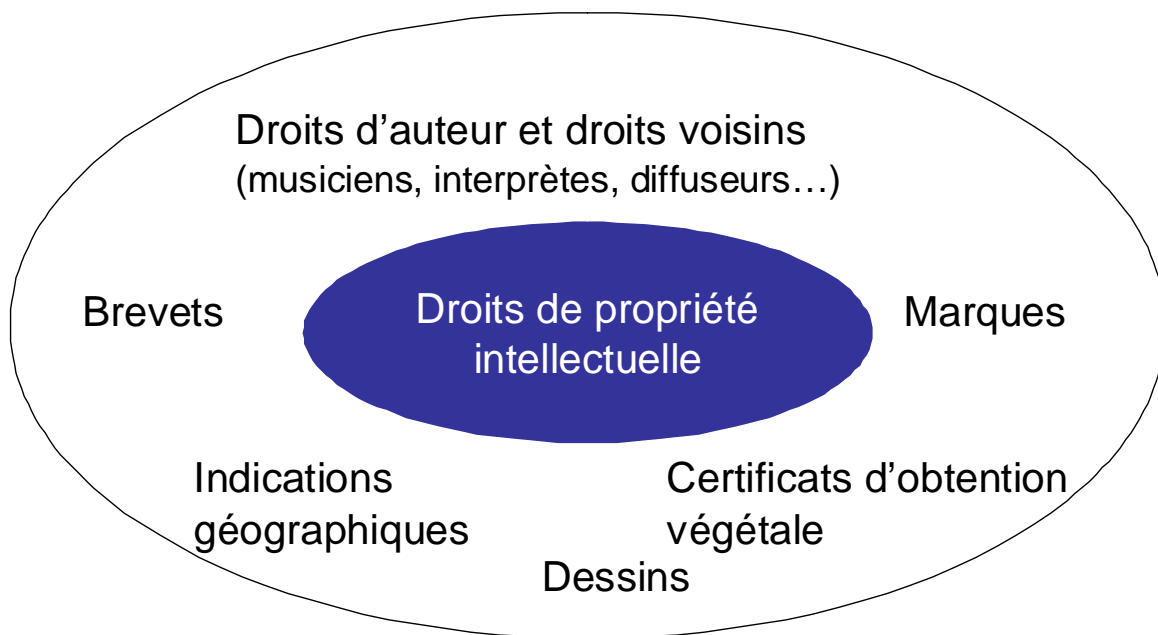 Droits d’auteur et droits voisins
(musiciens, interprètes, diffuseurs…)
Brevets
Droits de propriété
intellectuelle
Marques
Indications
géographiques
Certificats d’obtention
végétale
Dessins